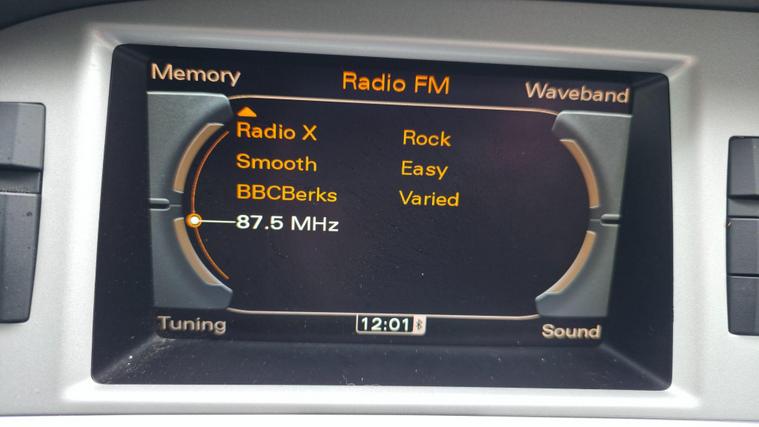 Memory Radio FM Waveband
Radio X Rock
Smooth Easy
BBCBerks Varied
87.5 MHz
Tuning 12:01 Sound